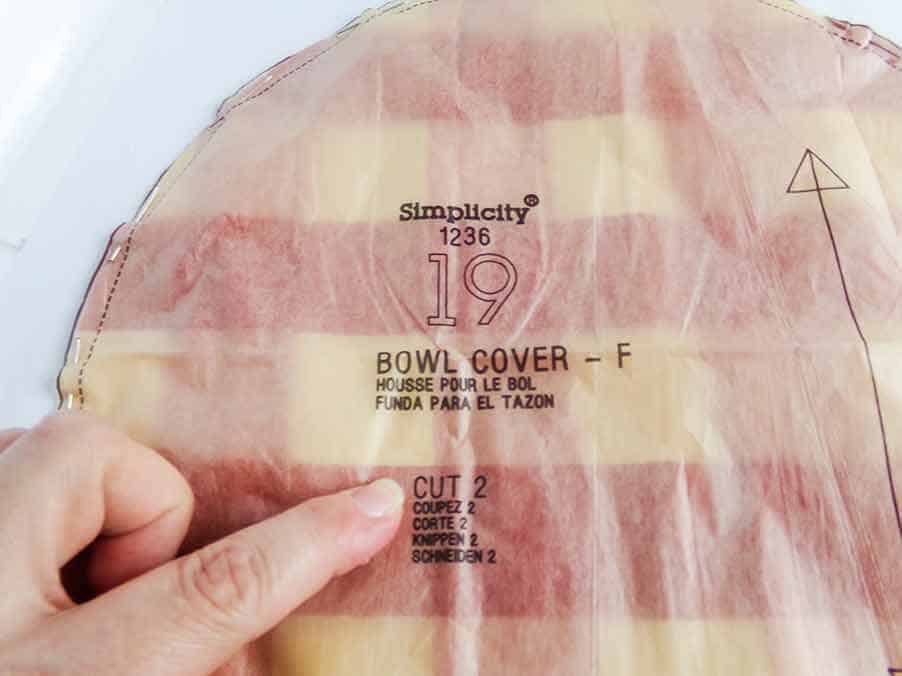 Simplicity®
1236
19
BOWL COVER - F
HOUSSE POUR LE BOL
FUNDA PARA EL TAZON
CUT 2
COUPEZ 2
CORTE 2
KNIPPEN 2
SCHNEIDEN 2